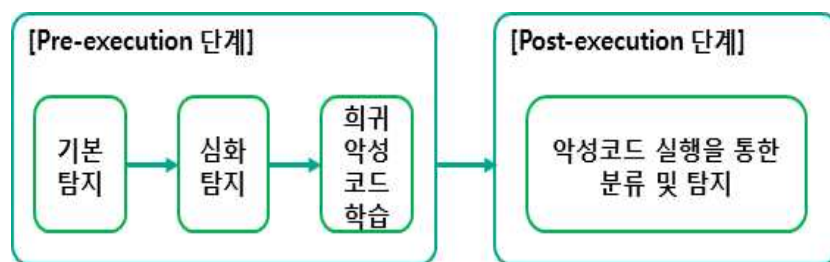 [Pre-execution 단계]
기본
탐지
심화
탐지
희귀
악성
코드
학습
[Post-execution 단계]
악성코드 실행을 통한
분류 및 탐지